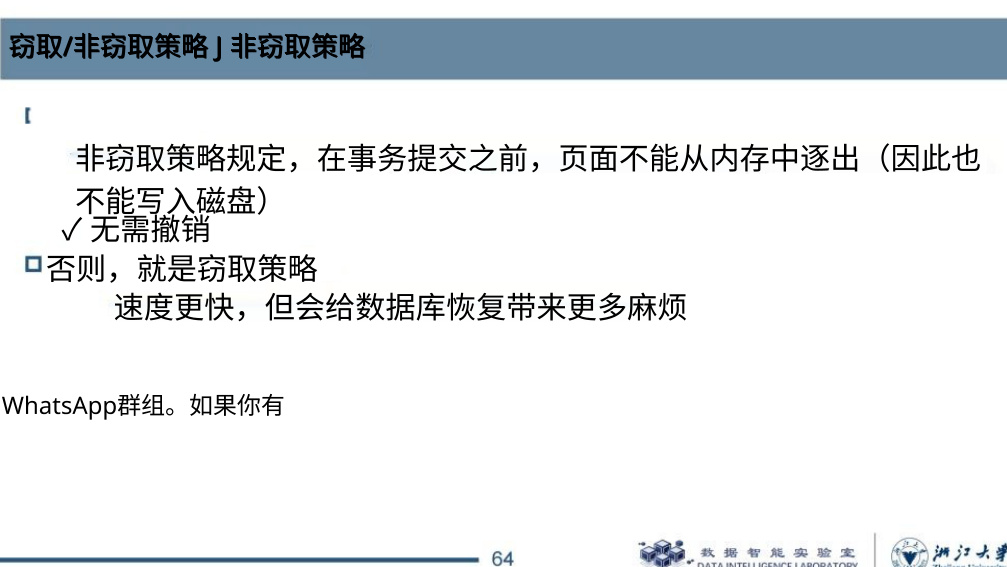 窃取/非窃取策略 J 非窃取策略
非窃取策略规定，在事务提交之前，页面不能从内存中逐出（因此也
不能写入磁盘）
✓ 无需撤销
否则，就是窃取策略
速度更快，但会给数据库恢复带来更多麻烦
WhatsApp群组。如果你有
64
数据智能实验室
DATA INTELLIGENCE LABORATORY
浙江大学